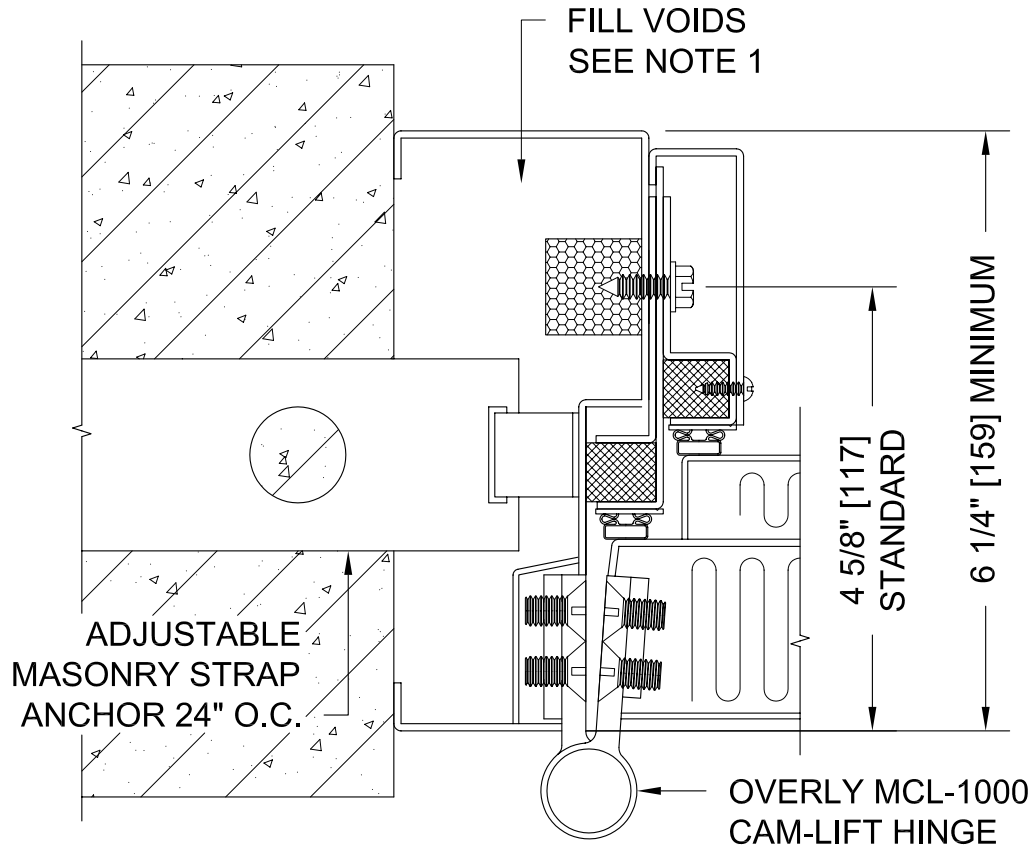 FILL VOIDS
SEE NOTE 1
6 1/4" [159] MINIMUM
4 5/8" [117]
STANDARD
ADJUSTABLE
MASONRY STRAP
ANCHOR 24" O.C.
OVERLY MCL-1000
CAM-LIFT HINGE